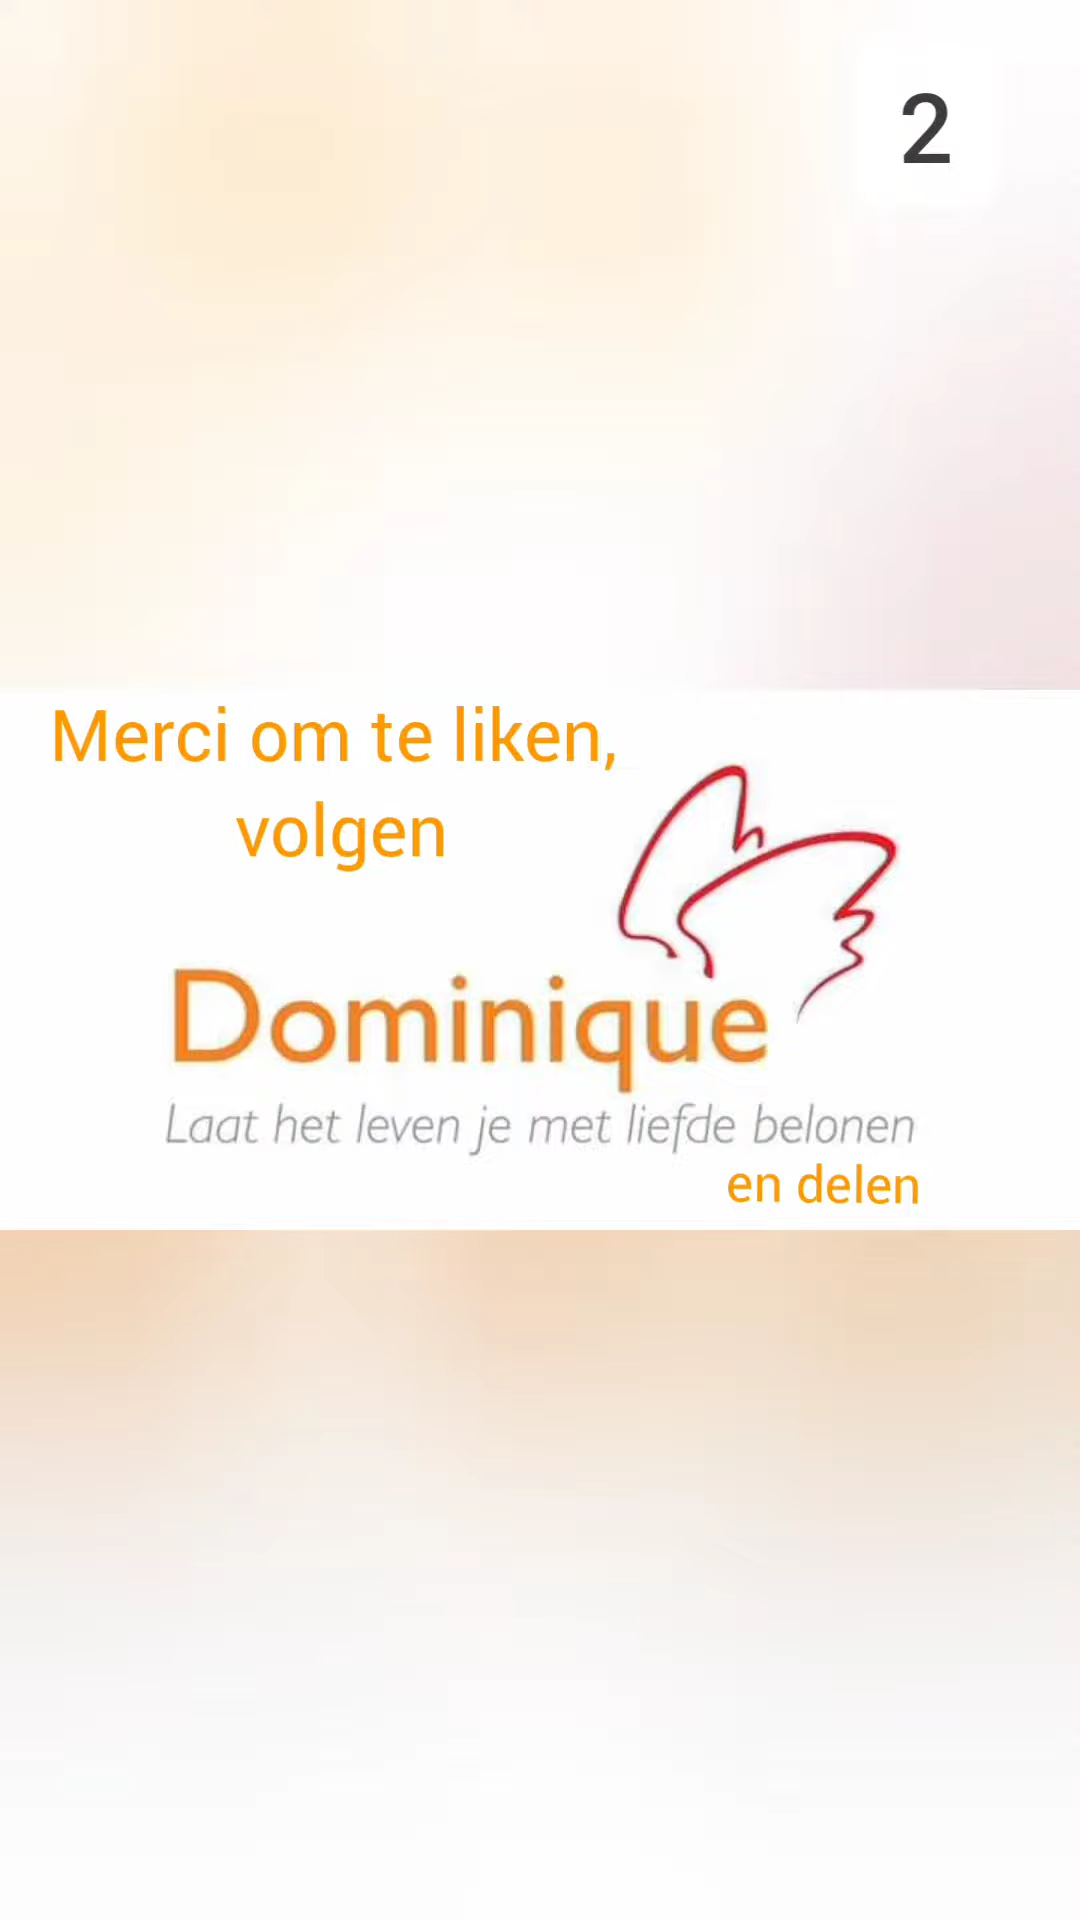 2
Merci om te liken,
volgen
Dominique
Laat het leven je met liefde belonen
en delen